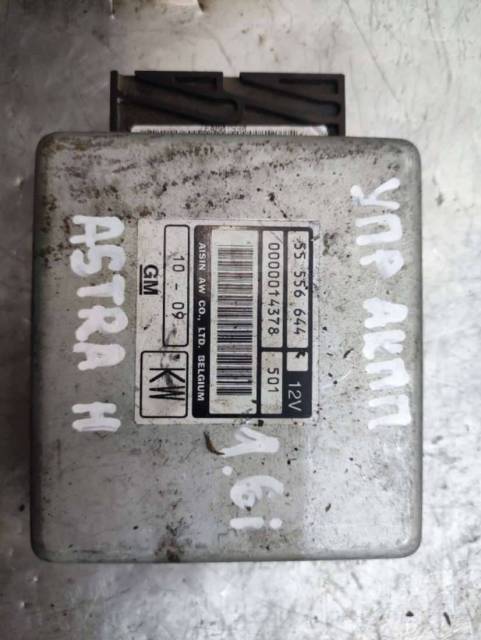 УПР АКПП
55 556 644 12V
0000014378 501
AISIN AW CO., LTD. BELGIUM
10 - 09 KW
GM
ASTRA H
1.6i